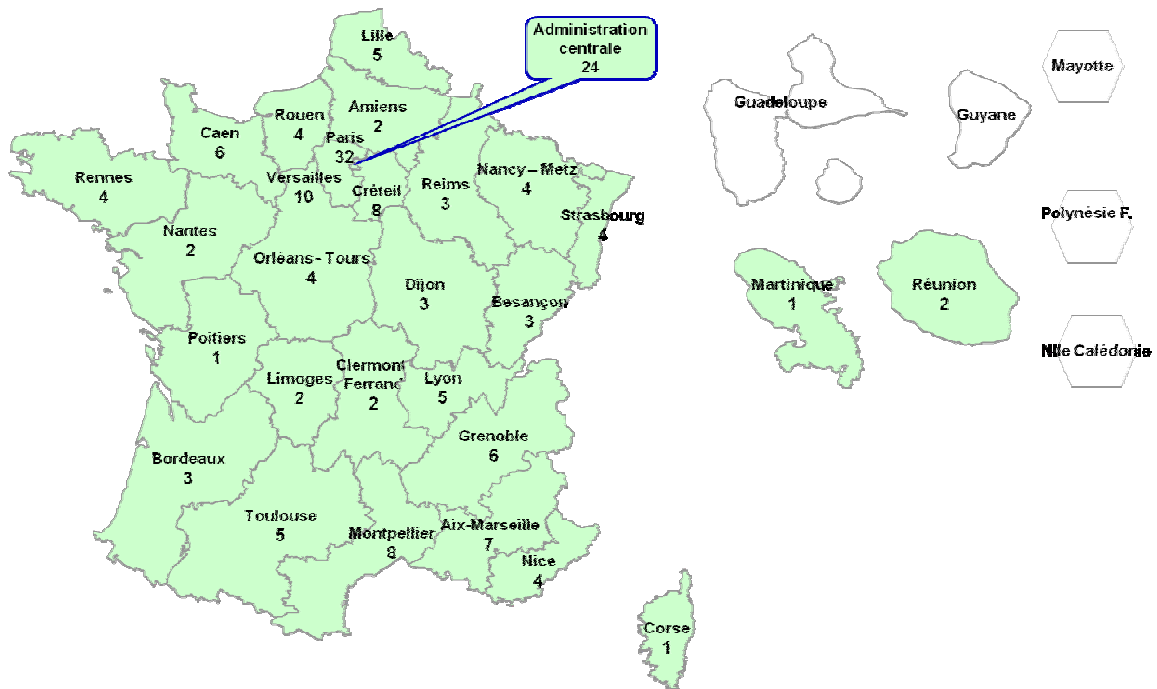 Lille
5
Administration
centrale
24
Mayotte
Guadeloupe
Guyane
Rouen
4
Amiens
2
Caen
6
Paris
32
Rennes
4
Versailles
10
Créteil
8
Reims
3
Nancy–Metz
4
Strasbourg
4
Polynésie F.
Nantes
2
Orléans-Tours
4
Dijon
3
Besançon
3
Martinique
1
Réunion
2
Nlle Calédonie
Poitiers
1
Limoges
2
Clermont
Ferrand
2
Lyon
5
Grenoble
6
Bordeaux
3
Toulouse
5
Montpellier
8
Aix-Marseille
7
Nice
4
Corse
1